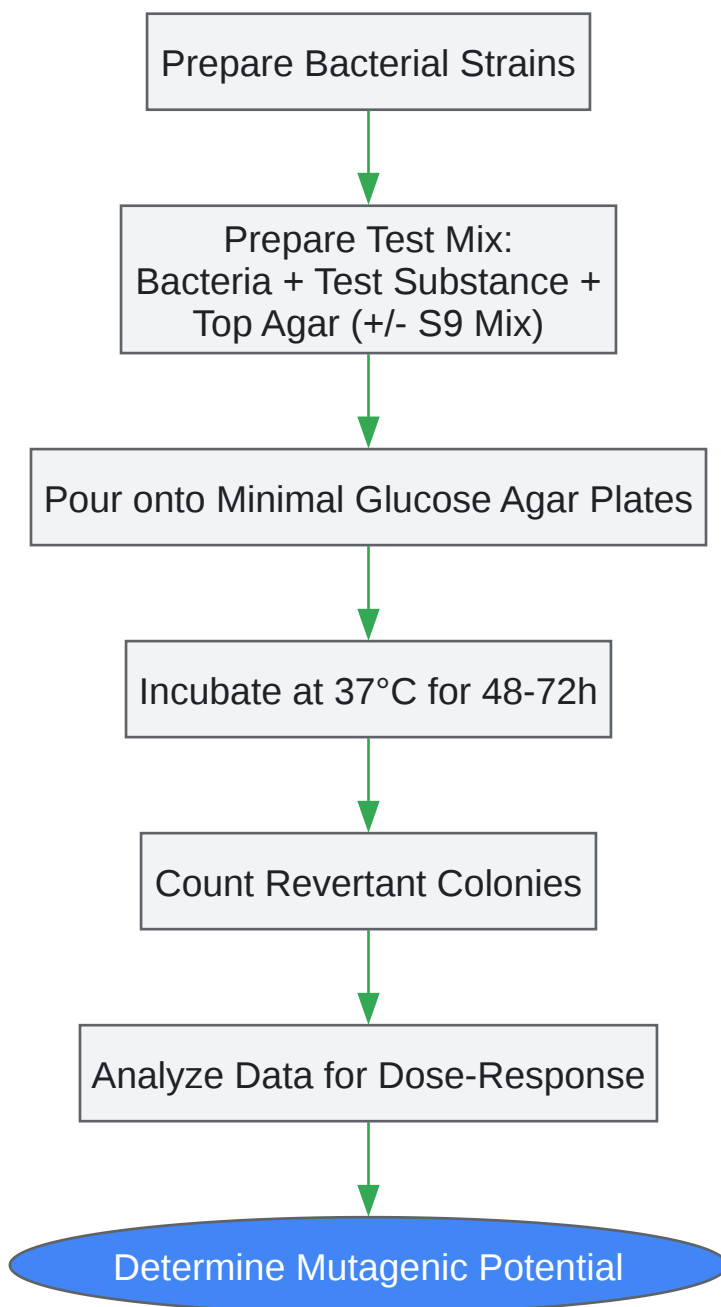 Prepare Bacterial Strains
Prepare Test Mix:
Bacteria + Test Substance +
Top Agar (+/- S9 Mix)
Pour onto Minimal Glucose Agar Plates
Incubate at 37°C for 48-72h
Count Revertant Colonies
Analyze Data for Dose-Response
Determine Mutagenic Potential